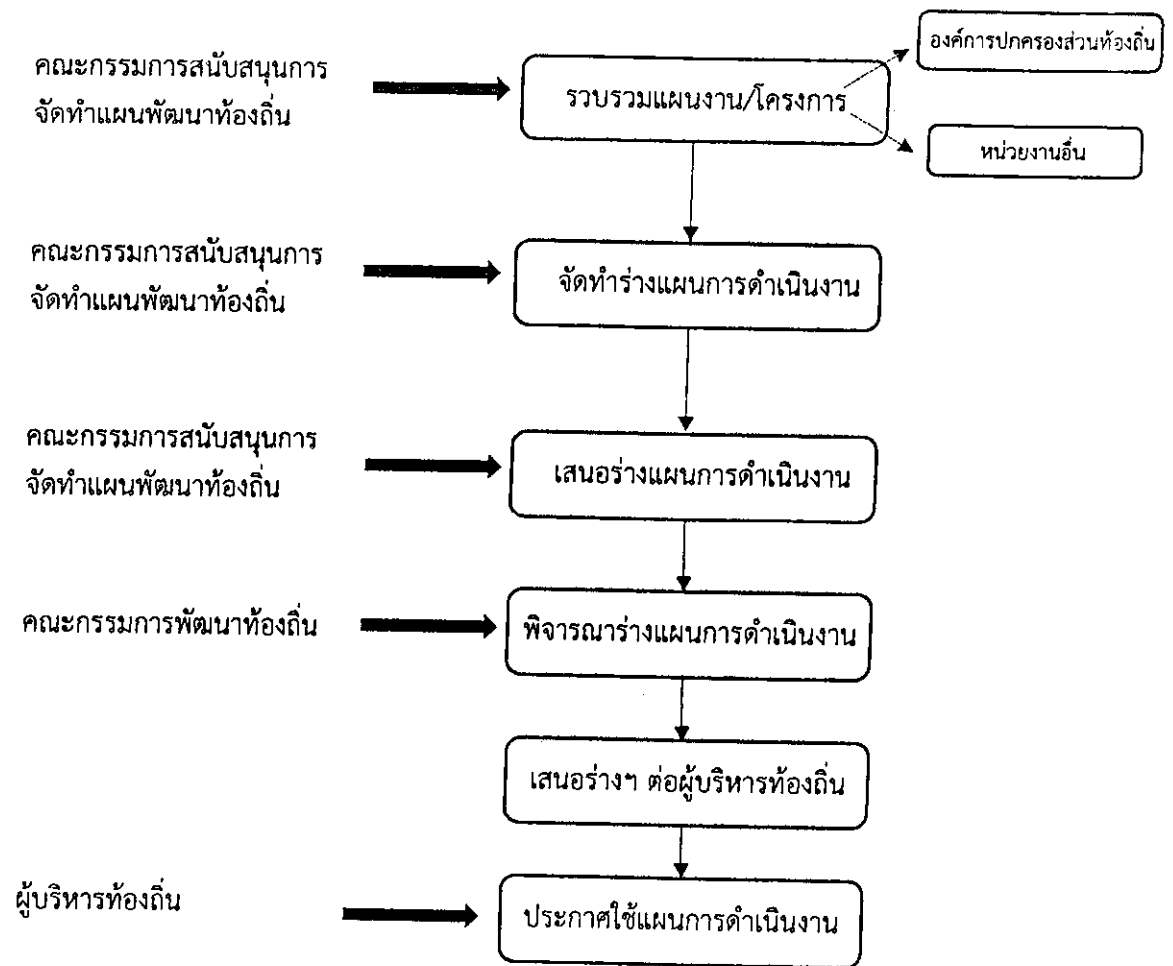 องค์การปกครองส่วนท้องถิ่น
คณะกรรมการสนับสนุนการ
จัดทำแผนพัฒนาท้องถิ่น
รวบรวมแผนงาน/โครงการ
หน่วยงานอื่น
คณะกรรมการสนับสนุนการ
จัดทำแผนพัฒนาท้องถิ่น
จัดทำร่างแผนการดำเนินงาน
คณะกรรมการสนับสนุนการ
จัดทำแผนพัฒนาท้องถิ่น
เสนอร่างแผนการดำเนินงาน
คณะกรรมการพัฒนาท้องถิ่น
พิจารณาร่างแผนการดำเนินงาน
เสนอร่างฯ ต่อผู้บริหารท้องถิ่น
ผู้บริหารท้องถิ่น
ประกาศใช้แผนการดำเนินงาน